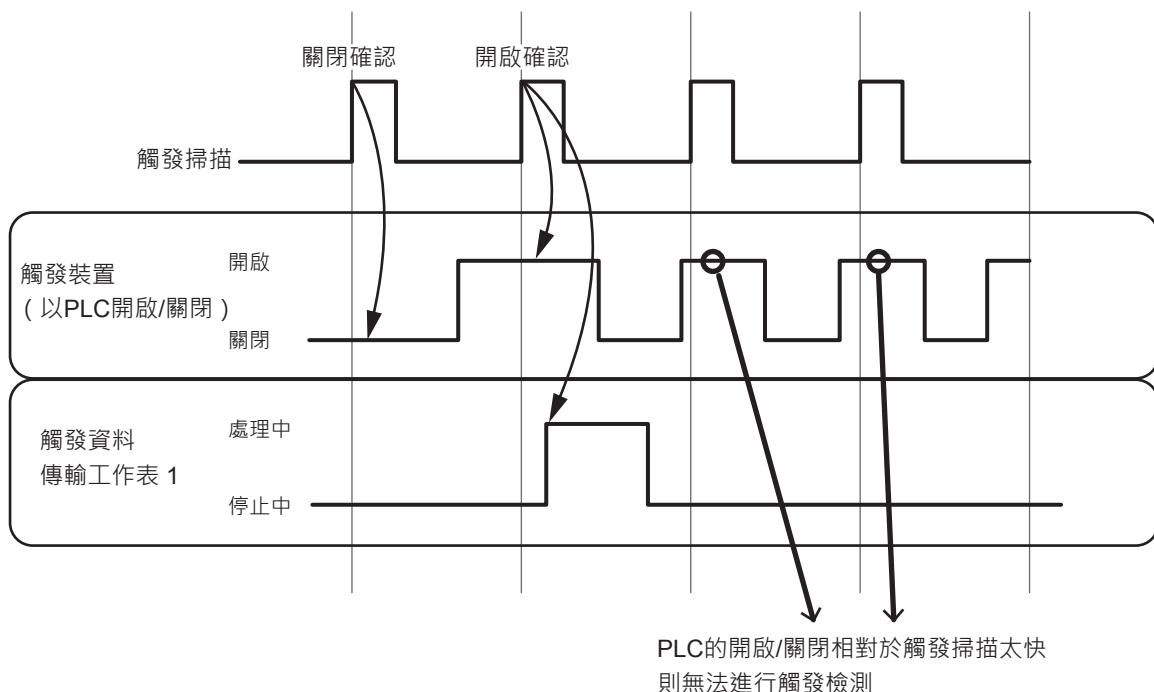 關閉確認
開啟確認
觸發掃描
觸發裝置
（以PLC開啟/關閉）
開啟
關閉
觸發資料
傳輸工作表 1
處理中
停止中
PLC的開啟/關閉相對於觸發掃描太快
則無法進行觸發檢測